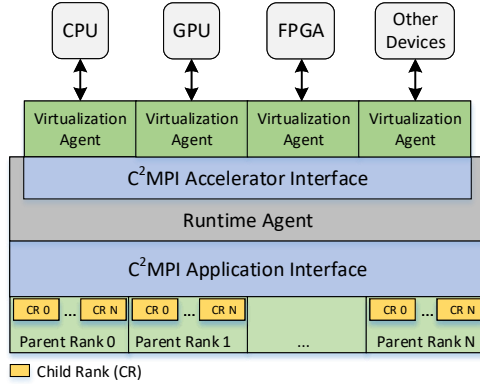 CPU
GPU
FPGA
Other
Devices
Virtualization
Agent
Virtualization
Agent
Virtualization
Agent
Virtualization
Agent
C²MPI Accelerator Interface
Runtime Agent
C²MPI Application Interface
CR 0 ... CR N CR 0 ... CR N CR 0 ... CR N
Parent Rank 0 Parent Rank 1 ... Parent Rank N
Child Rank (CR)